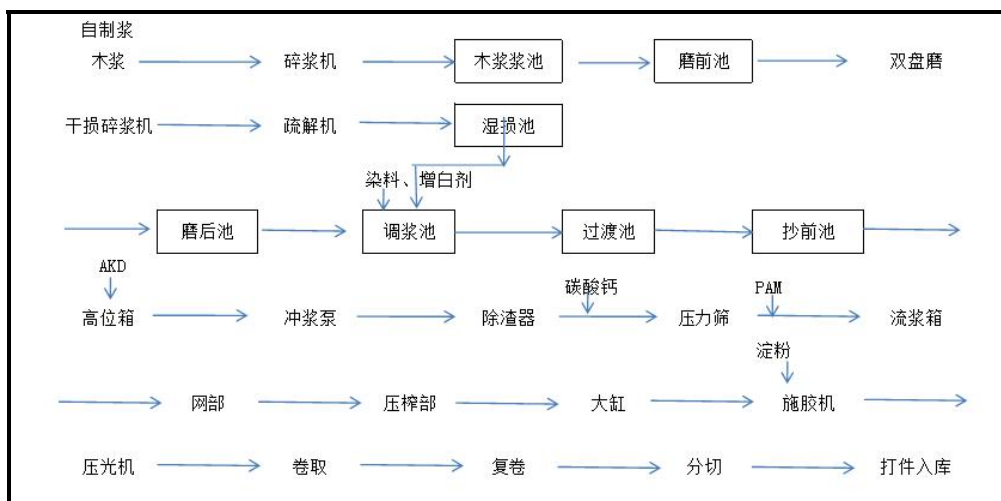 自制浆
木浆 碎浆机 木浆浆池 磨前池 双盘磨
干损碎浆机 疏解机 湿损池
染料、增白剂
磨后池 调浆池 过渡池 抄前池
AKD 碳酸钙 PAM
高位箱 冲浆泵 除渣器 压力筛 流浆箱
淀粉
网部 压榨部 大缸 施胶机
压光机 卷取 复卷 分切 打件入库